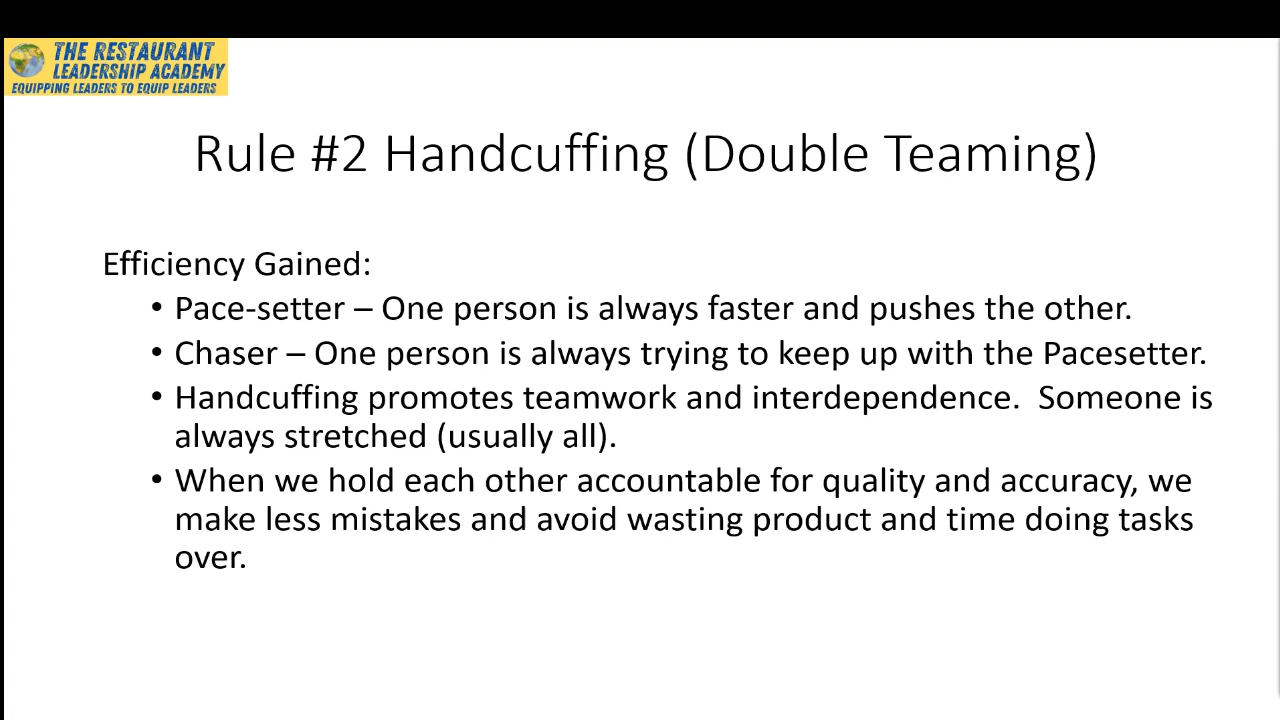 THE RESTAURANT
LEADERSHIP ACADEMY
EQUIPPING LEADERS TO EQUIP LEADERS
Rule #2 Handcuffing (Double Teaming)
Efficiency Gained:
• Pace-setter – One person is always faster and pushes the other.
• Chaser – One person is always trying to keep up with the Pacesetter.
• Handcuffing promotes teamwork and interdependence.  Someone is
always stretched (usually all).
• When we hold each other accountable for quality and accuracy, we
make less mistakes and avoid wasting product and time doing tasks
over.